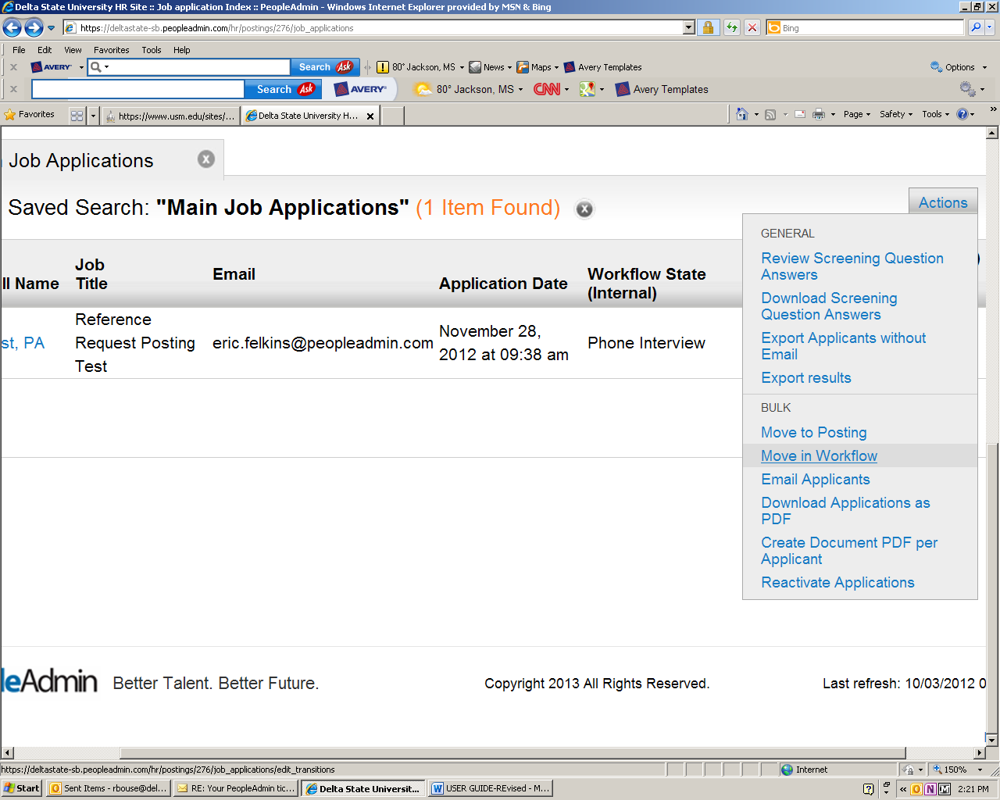 Delta State University HR Site :: Job application Index :: PeopleAdmin - Windows Internet Explorer provided by MSN & Bing
https://deltastate-sb.peopleadmin.com/hr/postings/276/job_applications
Bing
File Edit View Favorites Tools Help
AVERY Search Ask 80° Jackson, MS News Maps Avery Templates Options
Search Ask AVERY 80° Jackson, MS CNN Avery Templates
Favorites https://www.usm.edu/sites/... Delta State University H... Page Safety Tools
Job Applications
Saved Search: "Main Job Applications" (1 Item Found)
Actions
ll Name
Job
Title
Email
Application Date
Workflow State
(Internal)
st, PA
Reference
Request Posting
Test
eric.felkins@peopleadmin.com
November 28,
2012 at 09:38 am
Phone Interview
GENERAL
Review Screening Question
Answers
Download Screening
Question Answers
Export Applicants without
Email
Export results
BULK
Move to Posting
Move in Workflow
Email Applicants
Download Applications as
PDF
Create Document PDF per
Applicant
Reactivate Applications
leAdmin Better Talent. Better Future. Copyright 2013 All Rights Reserved. Last refresh: 10/03/2012 0
https://deltastate-sb.peopleadmin.com/hr/postings/276/job_applications/edit_transitions Internet 150%
Start Sent Items - rbouse@del... RE: Your PeopleAdmin tic... Delta State Universit... USER GUIDE-REvised - M... 2:21 PM